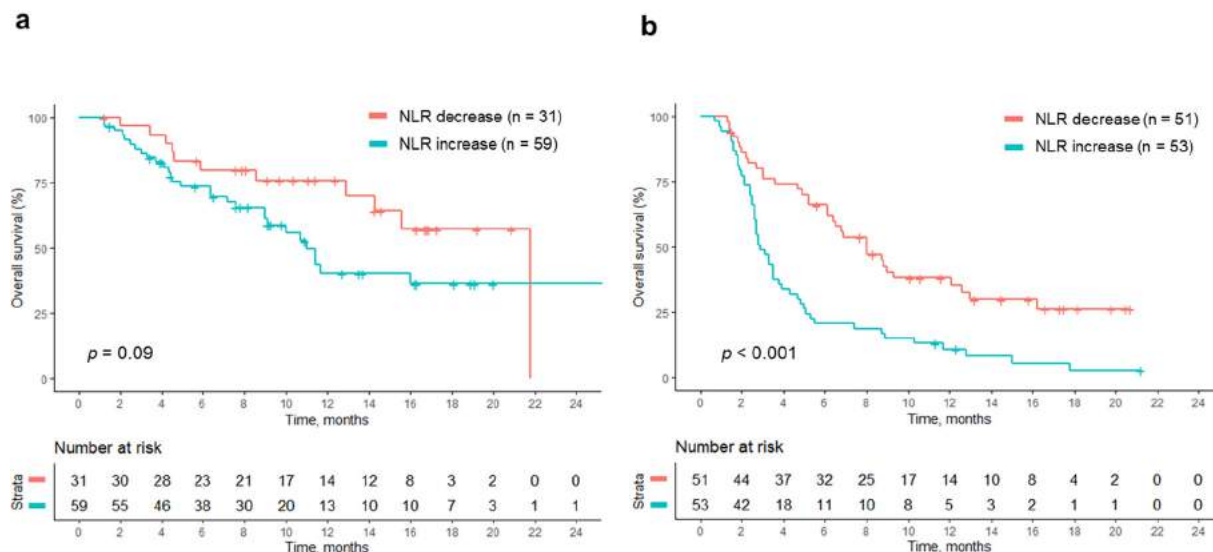 a
NLR decrease (n = 31)
NLR increase (n = 59)
100
75
50
25
0
Overall survival (%)
p = 0.09
0 2 4 6 8 10 12 14 16 18 20 22 24
Time, months
Number at risk
Strata
31 30 28 23 21 17 14 12 8 3 2 0 0
59 55 46 38 30 20 13 10 10 7 3 1 1
0 2 4 6 8 10 12 14 16 18 20 22 24
Time, months
b
NLR decrease (n = 51)
NLR increase (n = 53)
100
75
50
25
0
Overall survival (%)
p < 0.001
0 2 4 6 8 10 12 14 16 18 20 22 24
Time, months
Number at risk
Strata
51 44 37 32 25 17 14 10 8 4 2 0 0
53 42 18 11 10 8 5 3 2 1 1 0 0
0 2 4 6 8 10 12 14 16 18 20 22 24
Time, months